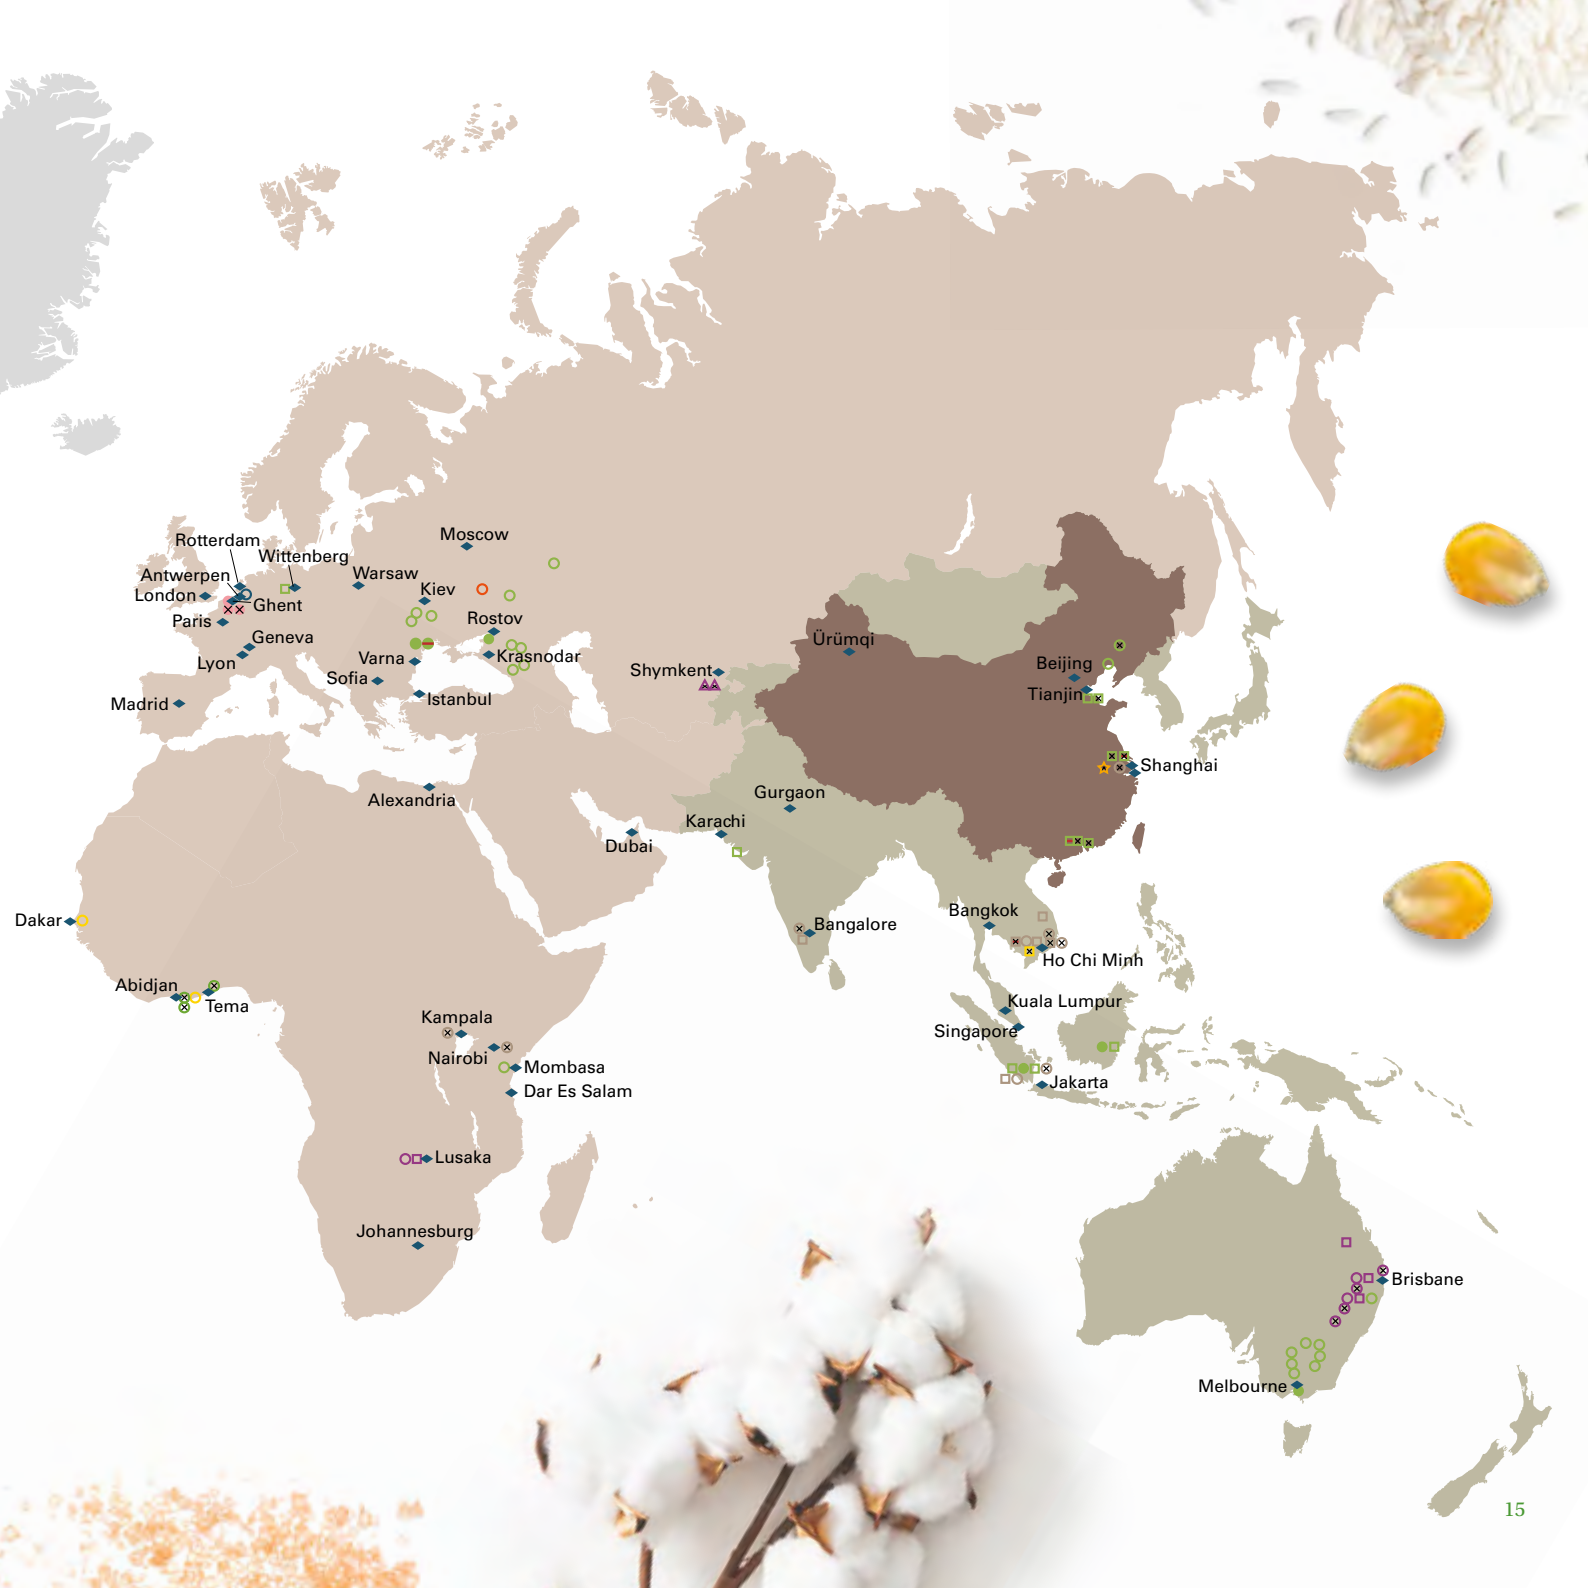 Moscow
Rotterdam
Wittenberg
Antwerpen
Warsaw
London
Kiev
Ghent
Paris
Rostov
Geneva
Lyon
Varna
Krasnodar
Sofia
Istanbul
Madrid
Shymkent
Ürümqi
Beijing
Tianjin
Shanghai
Alexandria
Gurgaon
Karachi
Dubai
Dakar
Bangalore
Bangkok
Ho Chi Minh
Abidjan
Tema
Kuala Lumpur
Singapore
Kampala
Nairobi
Mombasa
Jakarta
Dar Es Salam
Lusaka
Johannesburg
Brisbane
Melbourne
15